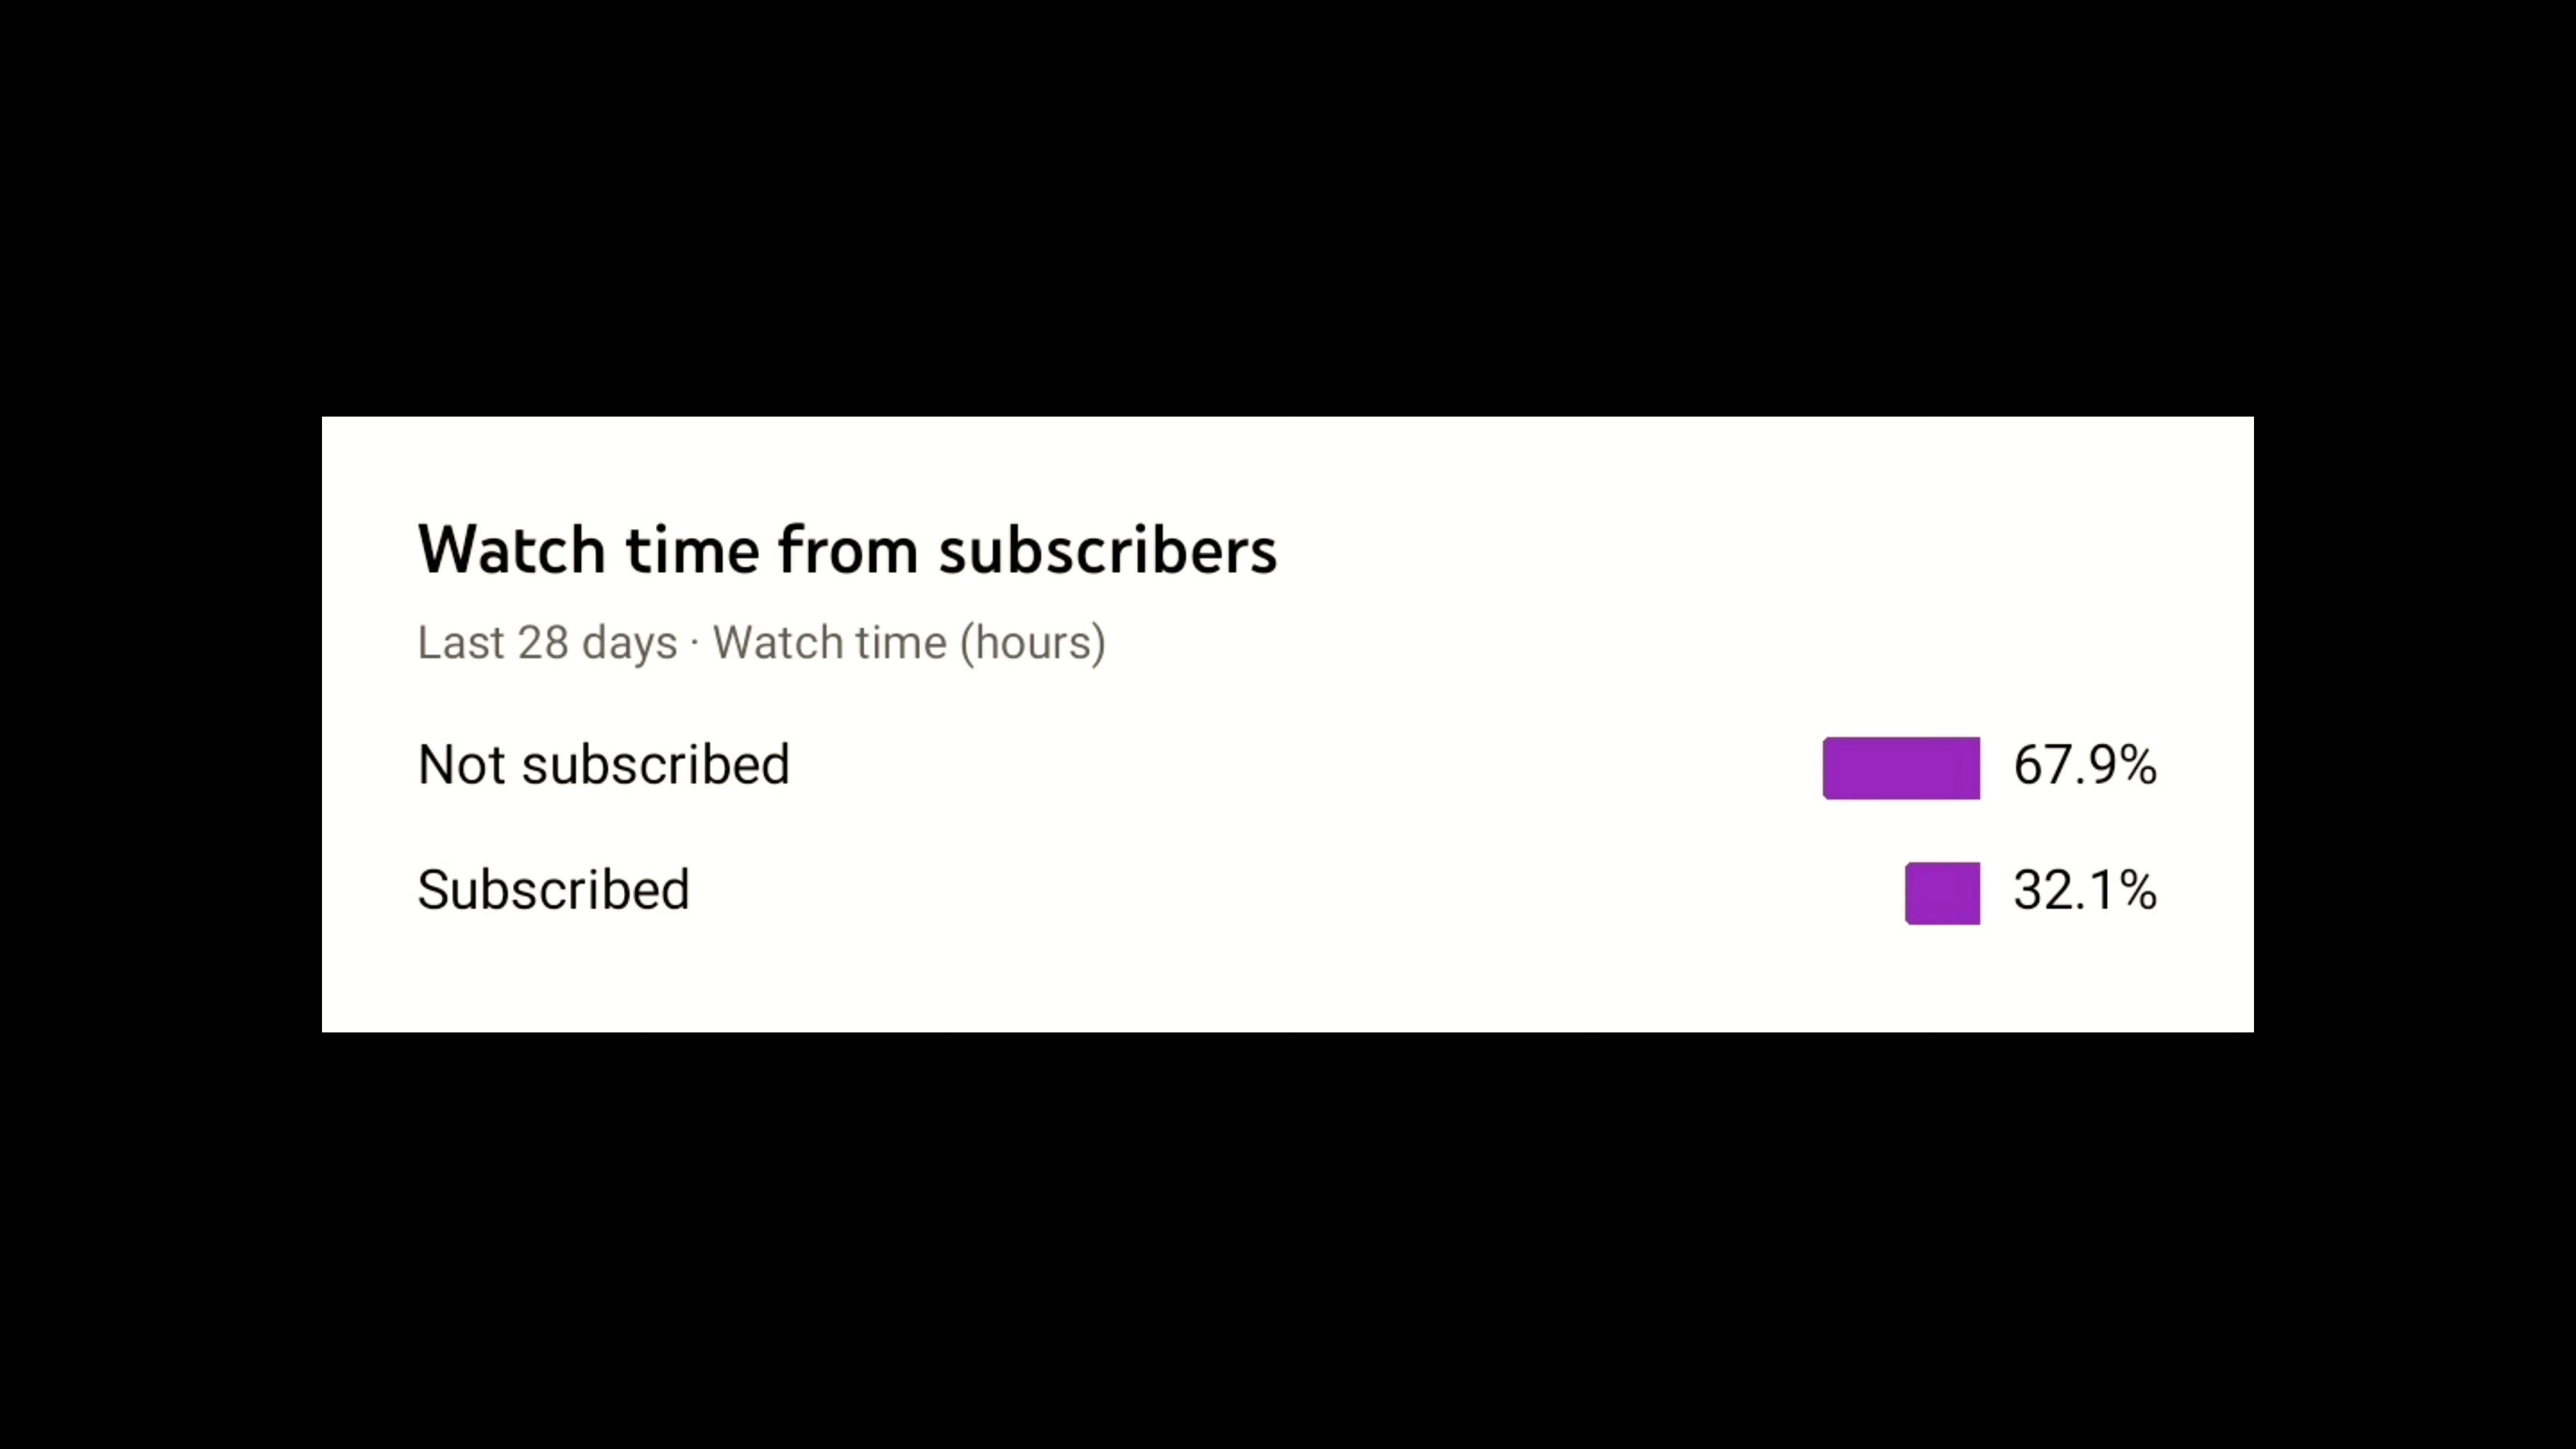 Watch time from subscribers
Last 28 days · Watch time (hours)
Not subscribed 67.9%
Subscribed 32.1%